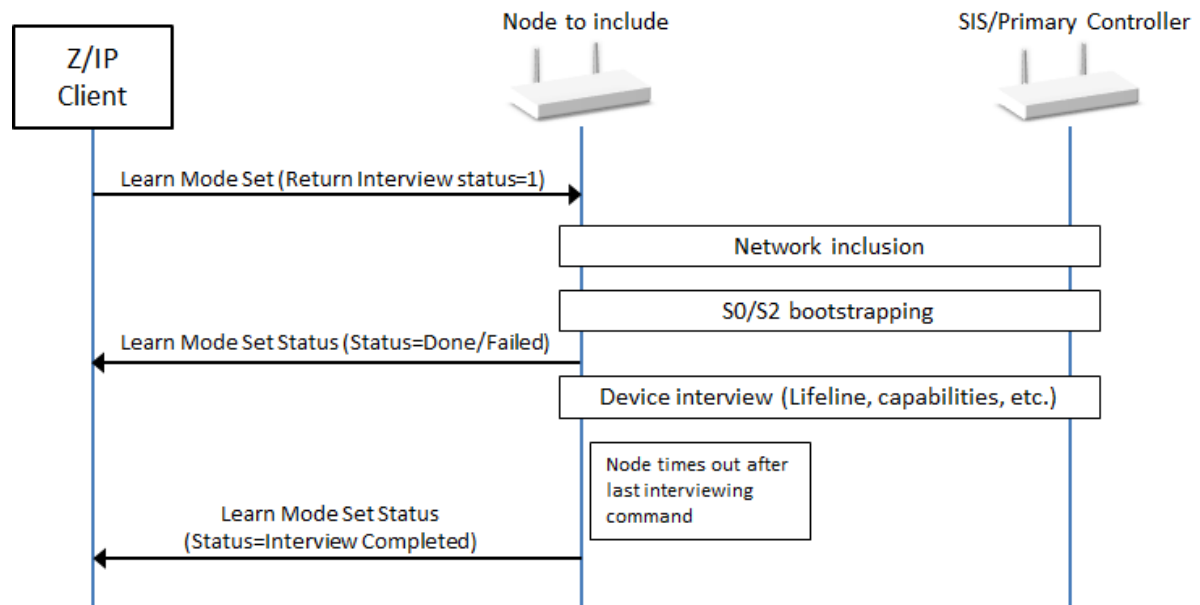 Node to include
SIS/Primary Controller
Z/IP
Client
Learn Mode Set (Return Interview status=1)
Network inclusion
S0/S2 bootstrapping
Learn Mode Set Status (Status=Done/Failed)
Device interview (Lifeline, capabilities, etc.)
Node times out after
last interviewing
command
Learn Mode Set Status
(Status=Interview Completed)